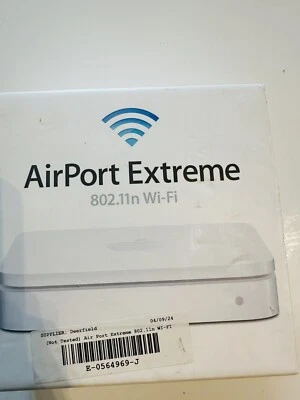 AirPort Extreme
802.11n Wi-Fi
SUPPLIER: Deerfield 04/09/24
(Not Tested) Air Port Extreme 802.11n WI-FI
E-0564969-J